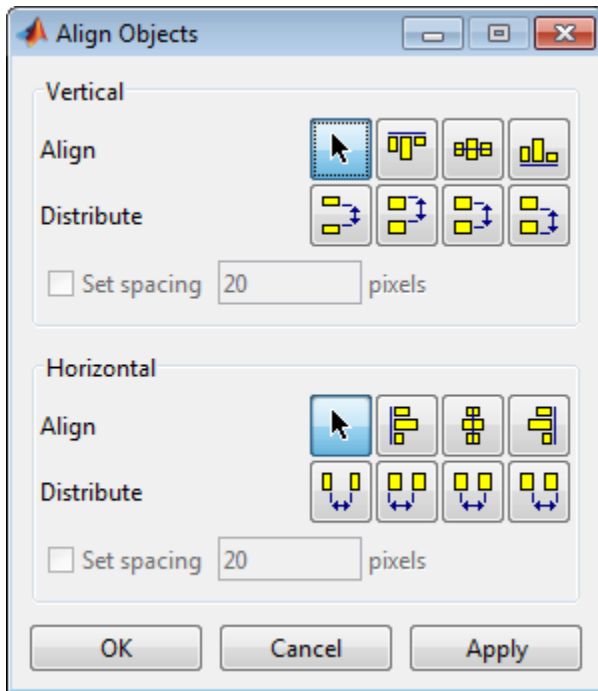 Align Objects
Vertical
Align
Distribute
Set spacing 20 pixels
Horizontal
Align
Distribute
Set spacing 20 pixels
OK Cancel Apply